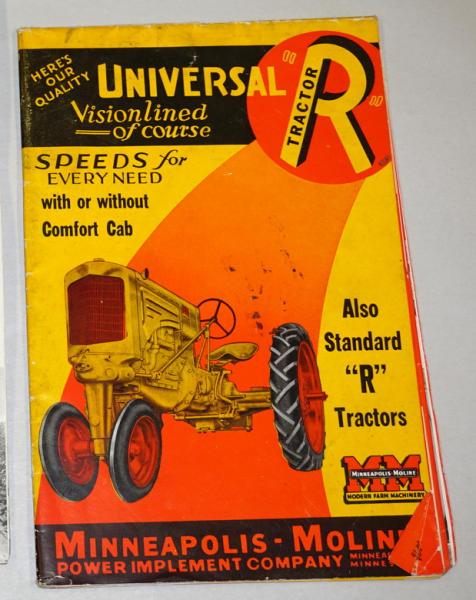 HERE'S
OUR
QUALITY
UNIVERSAL
Visionlined
of course
TRACTOR
"R"
SPEEDS for
EVERY NEED
with or without
Comfort Cab
Also
Standard
"R"
Tractors
MM
MINNEAPOLIS-MOLINE
MODERN FARM MACHINERY
MINNEAPOLIS-MOLINE
POWER IMPLEMENT COMPANY